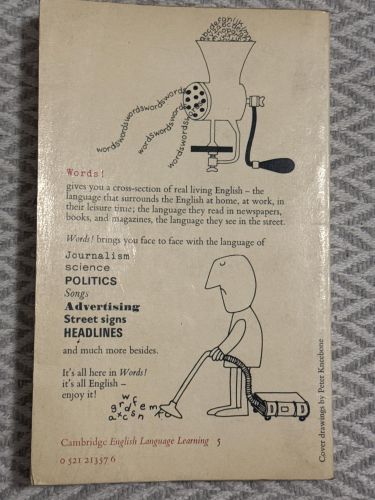 abcdefghijkl
wordswordswordswords
wordswordswords
wordswordswords
Words!
gives you a cross-section of real living English – the
language that surrounds the English at home, at work, in
their leisure time; the language they read in newspapers,
books, and magazines, the language they see in the street.
Words! brings you face to face with the language of
Journalism
science
POLITICS
Songs
Advertising
Street signs
HEADLINES
and much more besides.
It's all here in Words!
it's all English –
enjoy it!
Cambridge English Language Learning 5
0 521 21357 6
Cover drawings by Peter Kneebone